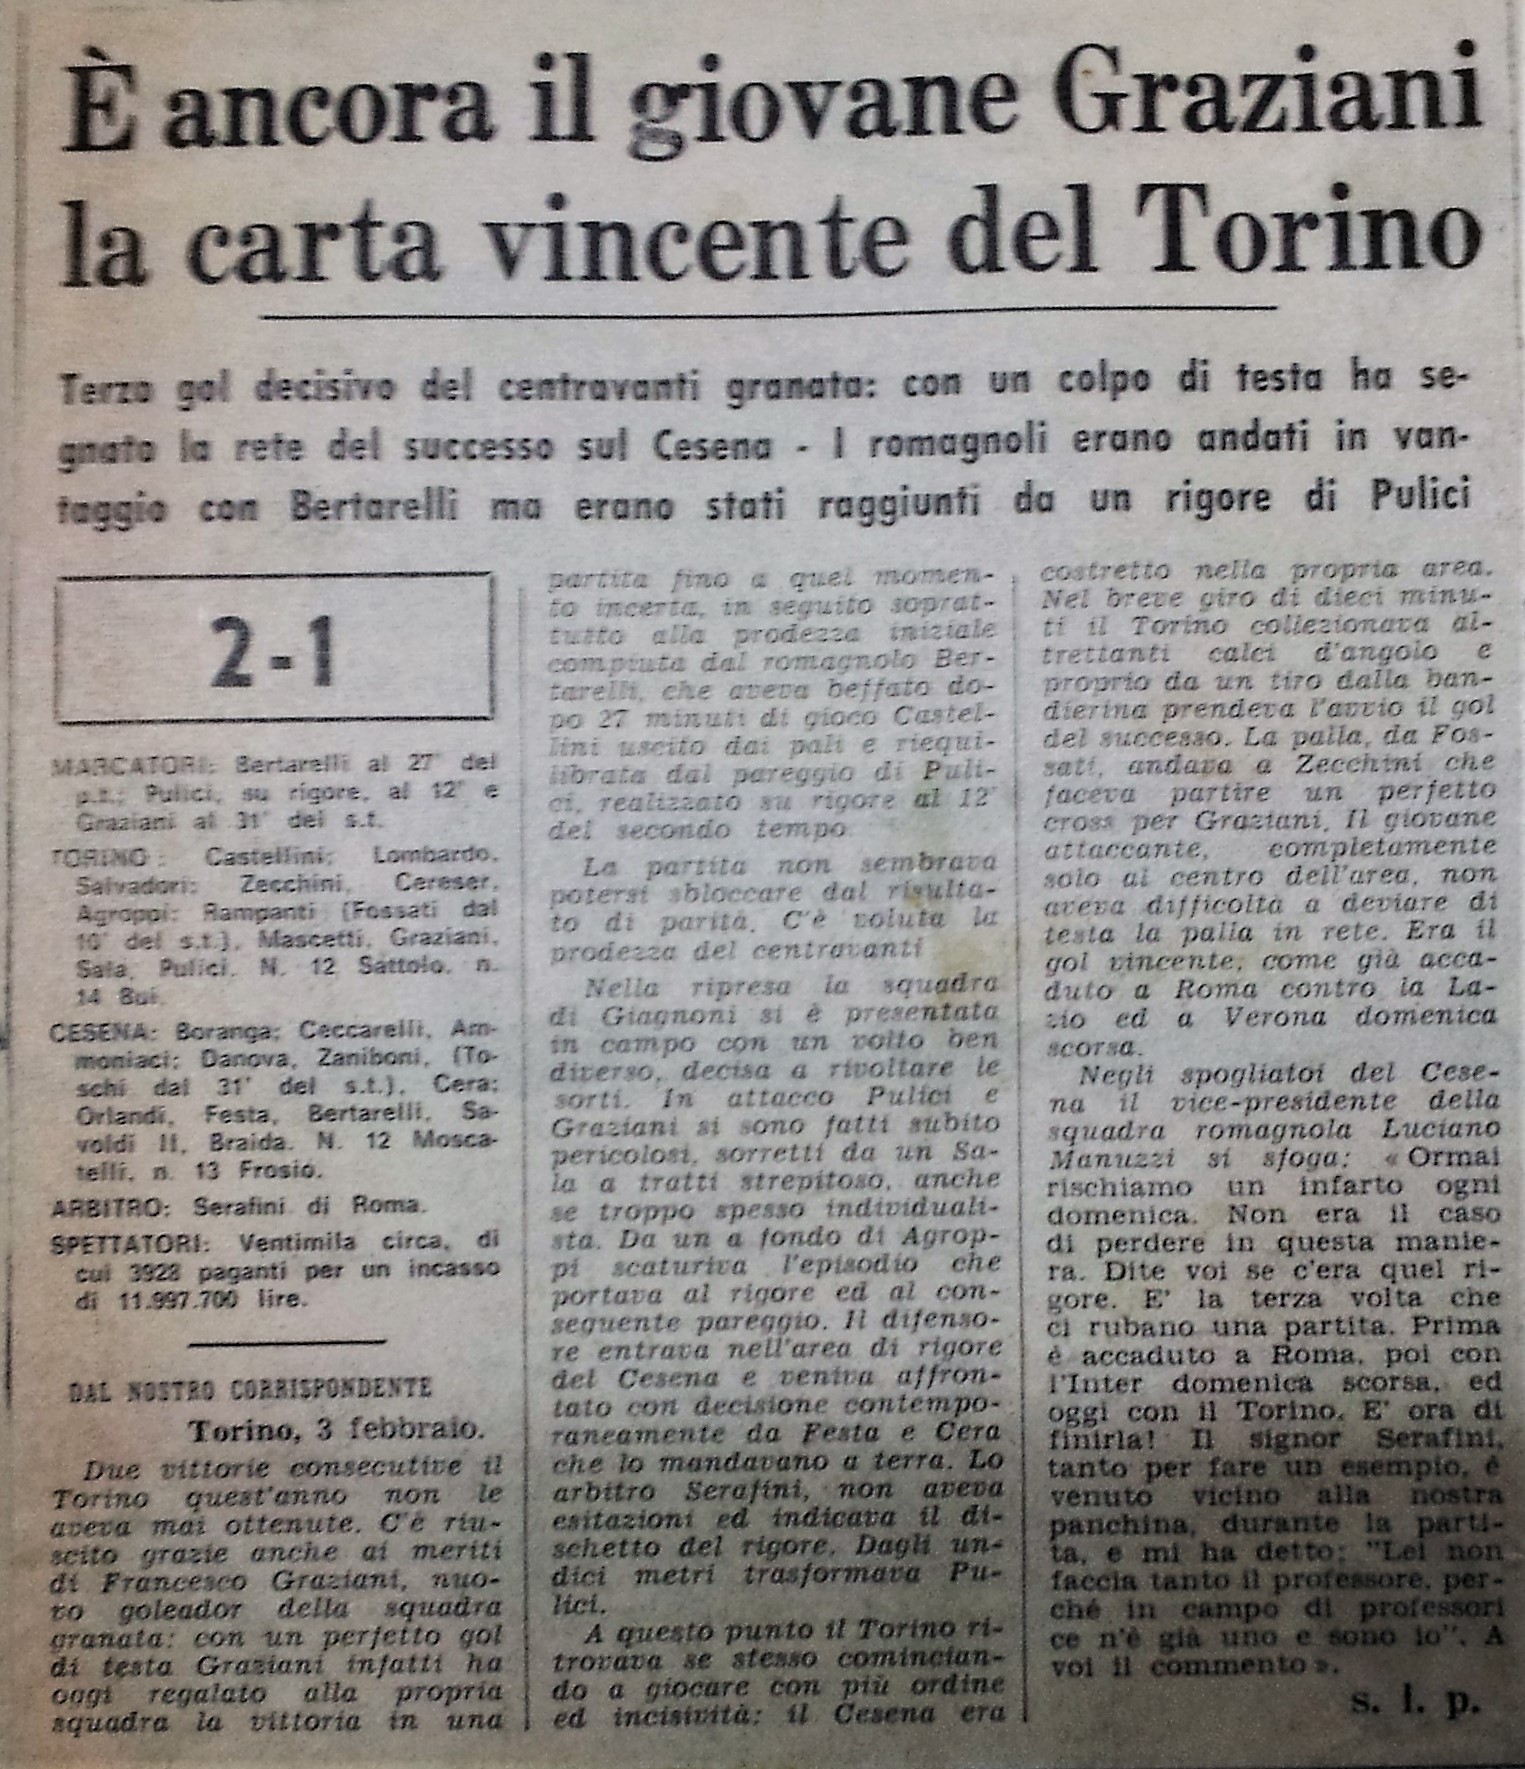 È ancora il giovane Graziani
la carta vincente del Torino
Terzo gol decisivo del centravanti granata: con un colpo di testa ha se-
gnato la rete del successo sul Cesena - I romagnoli erano andati in van-
taggio con Bertarelli ma erano stati raggiunti da un rigore di Pulici
2-1
MARCATORI: Bertarelli al 27' del
p.t.; Pulici, su rigore, al 12' e
Graziani al 31' del s.t.
TORINO: Castellini; Lombardo,
Salvadori; Zecchini, Cereser,
Agroppi; Rampanti (Fossati dal
10' del s.t.), Mascetti, Graziani,
Sala, Pulici. N. 12 Sattolo, n.
14 Bui.
CESENA: Boranga; Ceccarelli, Am-
moniaci; Danova, Zaniboni, (To-
schi dal 31' del s.t.), Cera;
Orlandi, Festa, Bertarelli, Sa-
voldi II, Braida. N. 12 Mosca-
telli, n. 13 Frosio.
ARBITRO: Serafini di Roma.
SPETTATORI: Ventimila circa, di
cui 3928 paganti per un incasso
di 11.997.700 lire.
DAL NOSTRO CORRISPONDENTE
Torino, 3 febbraio.
Due vittorie consecutive il
Torino quest'anno non le
aveva mai ottenute. C'è riu-
scito grazie anche ai meriti
di Francesco Graziani, nuo-
vo goleador della squadra
granata: con un perfetto gol
di testa Graziani infatti ha
oggi regalato alla propria
squadra la vittoria in una
partita fino a quel momen-
to incerta, in seguito soprat-
tutto alla prodezza iniziale
compiuta dal romagnolo Ber-
tarelli, che aveva beffato do-
po 27 minuti di gioco Castel-
lini uscito dai pali e riequi-
librata dal pareggio di Puli-
ci, realizzato su rigore al 12'
del secondo tempo.
La partita non sembrava
potersi sbloccare dal risulta-
to di parità. C'è voluta la
prodezza del centravanti
Nella ripresa la squadra
di Giagnoni si è presentata
in campo con un volto ben
diverso, decisa a rivoltare le
sorti. In attacco Pulici e
Graziani si sono fatti subito
pericolosi, sorretti da un Sa-
la a tratti strepitoso, anche
se troppo spesso individuali-
sta. Da un a fondo di Agrop-
pi scaturiva l'episodio che
portava al rigore ed al con-
seguente pareggio. Il difenso-
re entrava nell'area di rigore
del Cesena e veniva affron-
tato con decisione contempo-
raneamente da Festa e Cera
che lo mandavano a terra. Lo
arbitro Serafini, non aveva
esitazioni ed indicava il di-
schetto del rigore. Dagli un-
dici metri trasformava Pu-
lici.
A questo punto il Torino ri-
trovava se stesso comincian-
do a giocare con più ordine
ed incisività: il Cesena era
costretto nella propria area.
Nel breve giro di dieci minu-
ti il Torino collezionava al-
trettanti calci d'angolo e
proprio da un tiro dalla ban-
dierina prendeva l'avvio il gol
del successo. La palla, da Fos-
sati, andava a Zecchini che
faceva partire un perfetto
cross per Graziani. Il giovane
attaccante, completamente
solo al centro dell'area, non
aveva difficoltà a deviare di
testa la palla in rete. Era il
gol vincente, come già acca-
duto a Roma contro la La-
zio ed a Verona domenica
scorsa.
Negli spogliatoi del Cese-
na il vice-presidente della
squadra romagnola Luciano
Manuzzi si sfoga: « Ormai
rischiamo un infarto ogni
domenica. Non era il caso
di perdere in questa manie-
ra. Dite voi se c'era quel ri-
gore. E' la terza volta che
ci rubano una partita. Prima
è accaduto a Roma, poi con
l'Inter domenica scorsa, ed
oggi con il Torino. E' ora di
finirla! Il signor Serafini,
tanto per fare un esempio, è
venuto vicino alla nostra
panchina, durante la parti-
ta, e mi ha detto: "Lei non
faccia tanto il professore, per-
ché in campo di professori
ce n'è già uno e sono io". A
voi il commento ».
s. l. p.